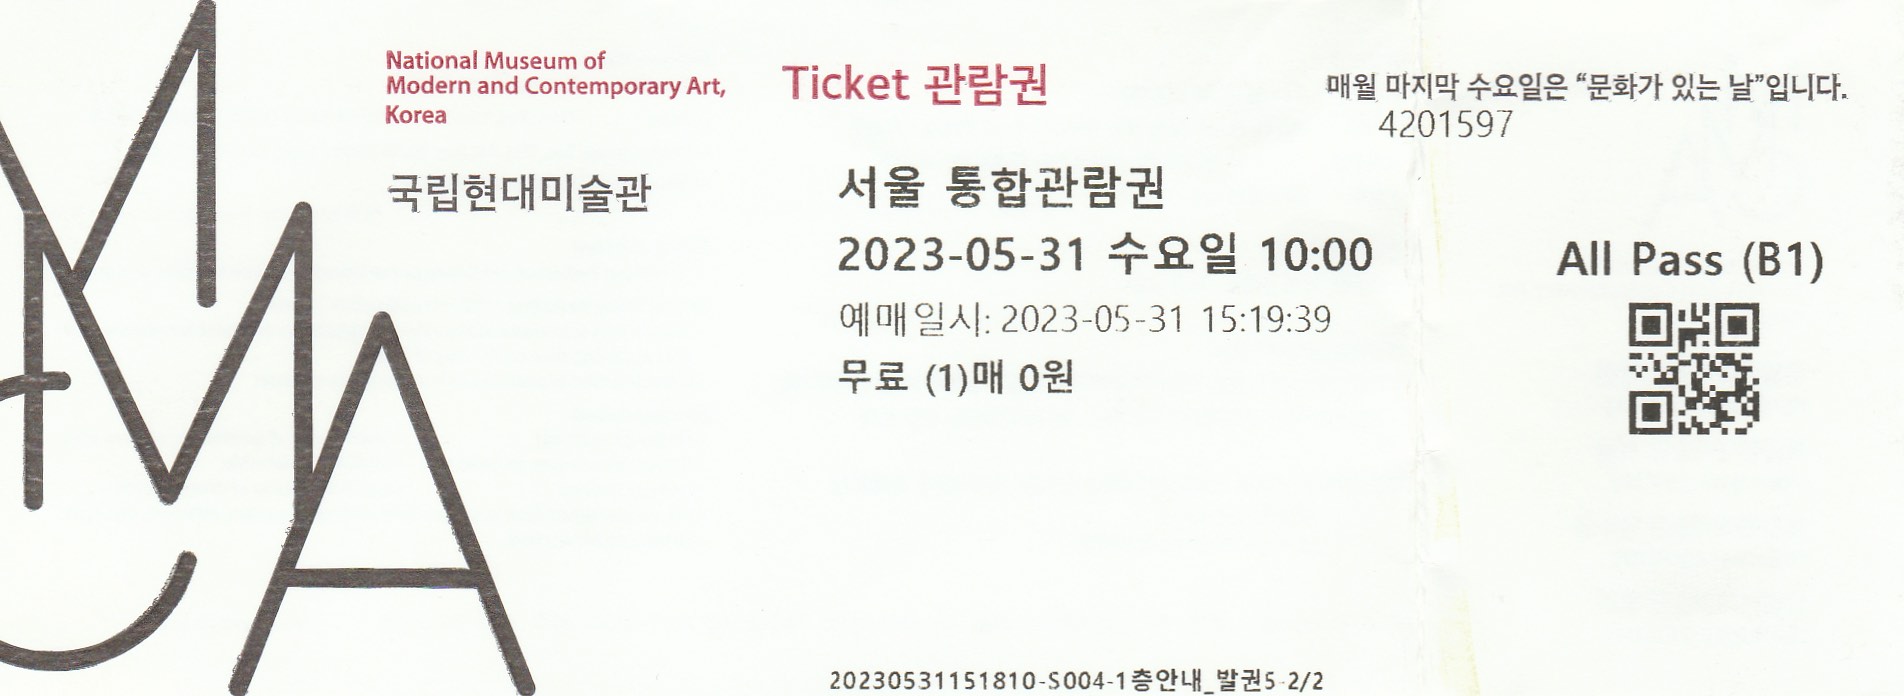 National Museum of
Modern and Contemporary Art,
Korea
국립현대미술관
Ticket 관람권
서울 통합관람권
2023-05-31 수요일 10:00
예매일시: 2023-05-31 15:19:39
무료 (1)매 0원
20230531151810-S004-1층안내_발권5-2/2
매월 마지막 수요일은 “문화가 있는 날”입니다.
4201597
All Pass (B1)